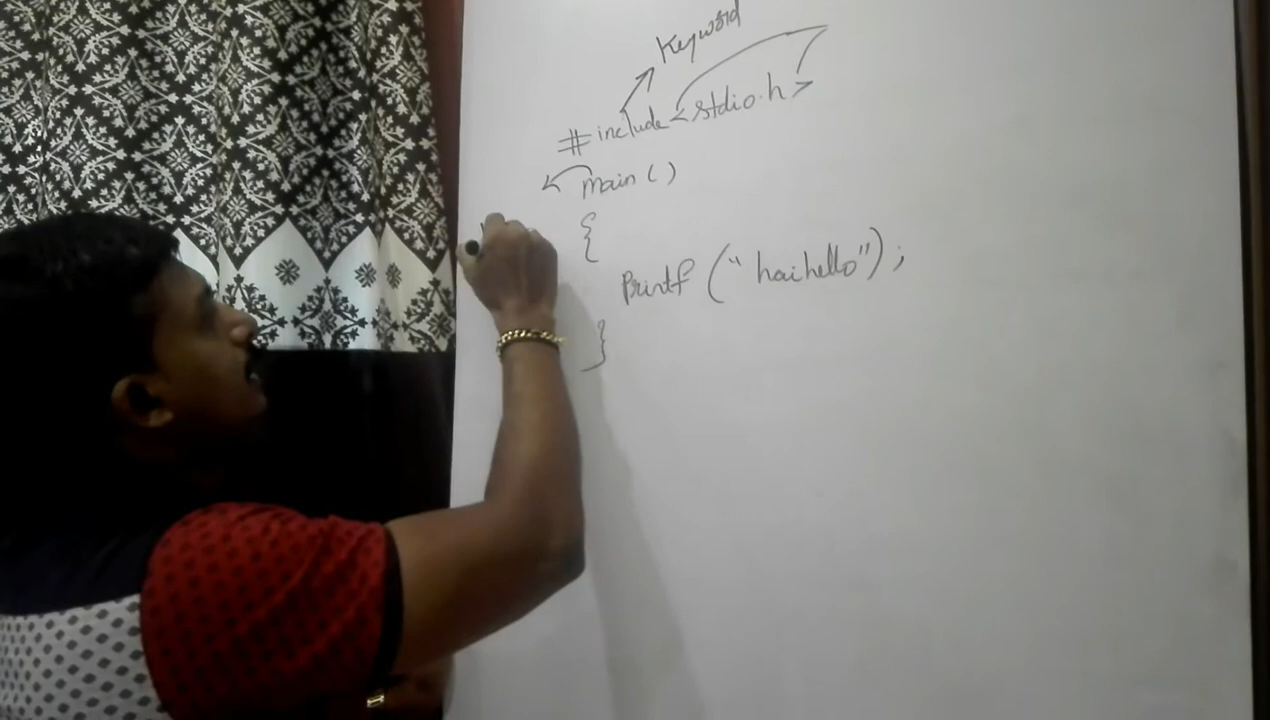 Keyword
#include <stdio.h>
main ( )
{
printf ("haihello");
}